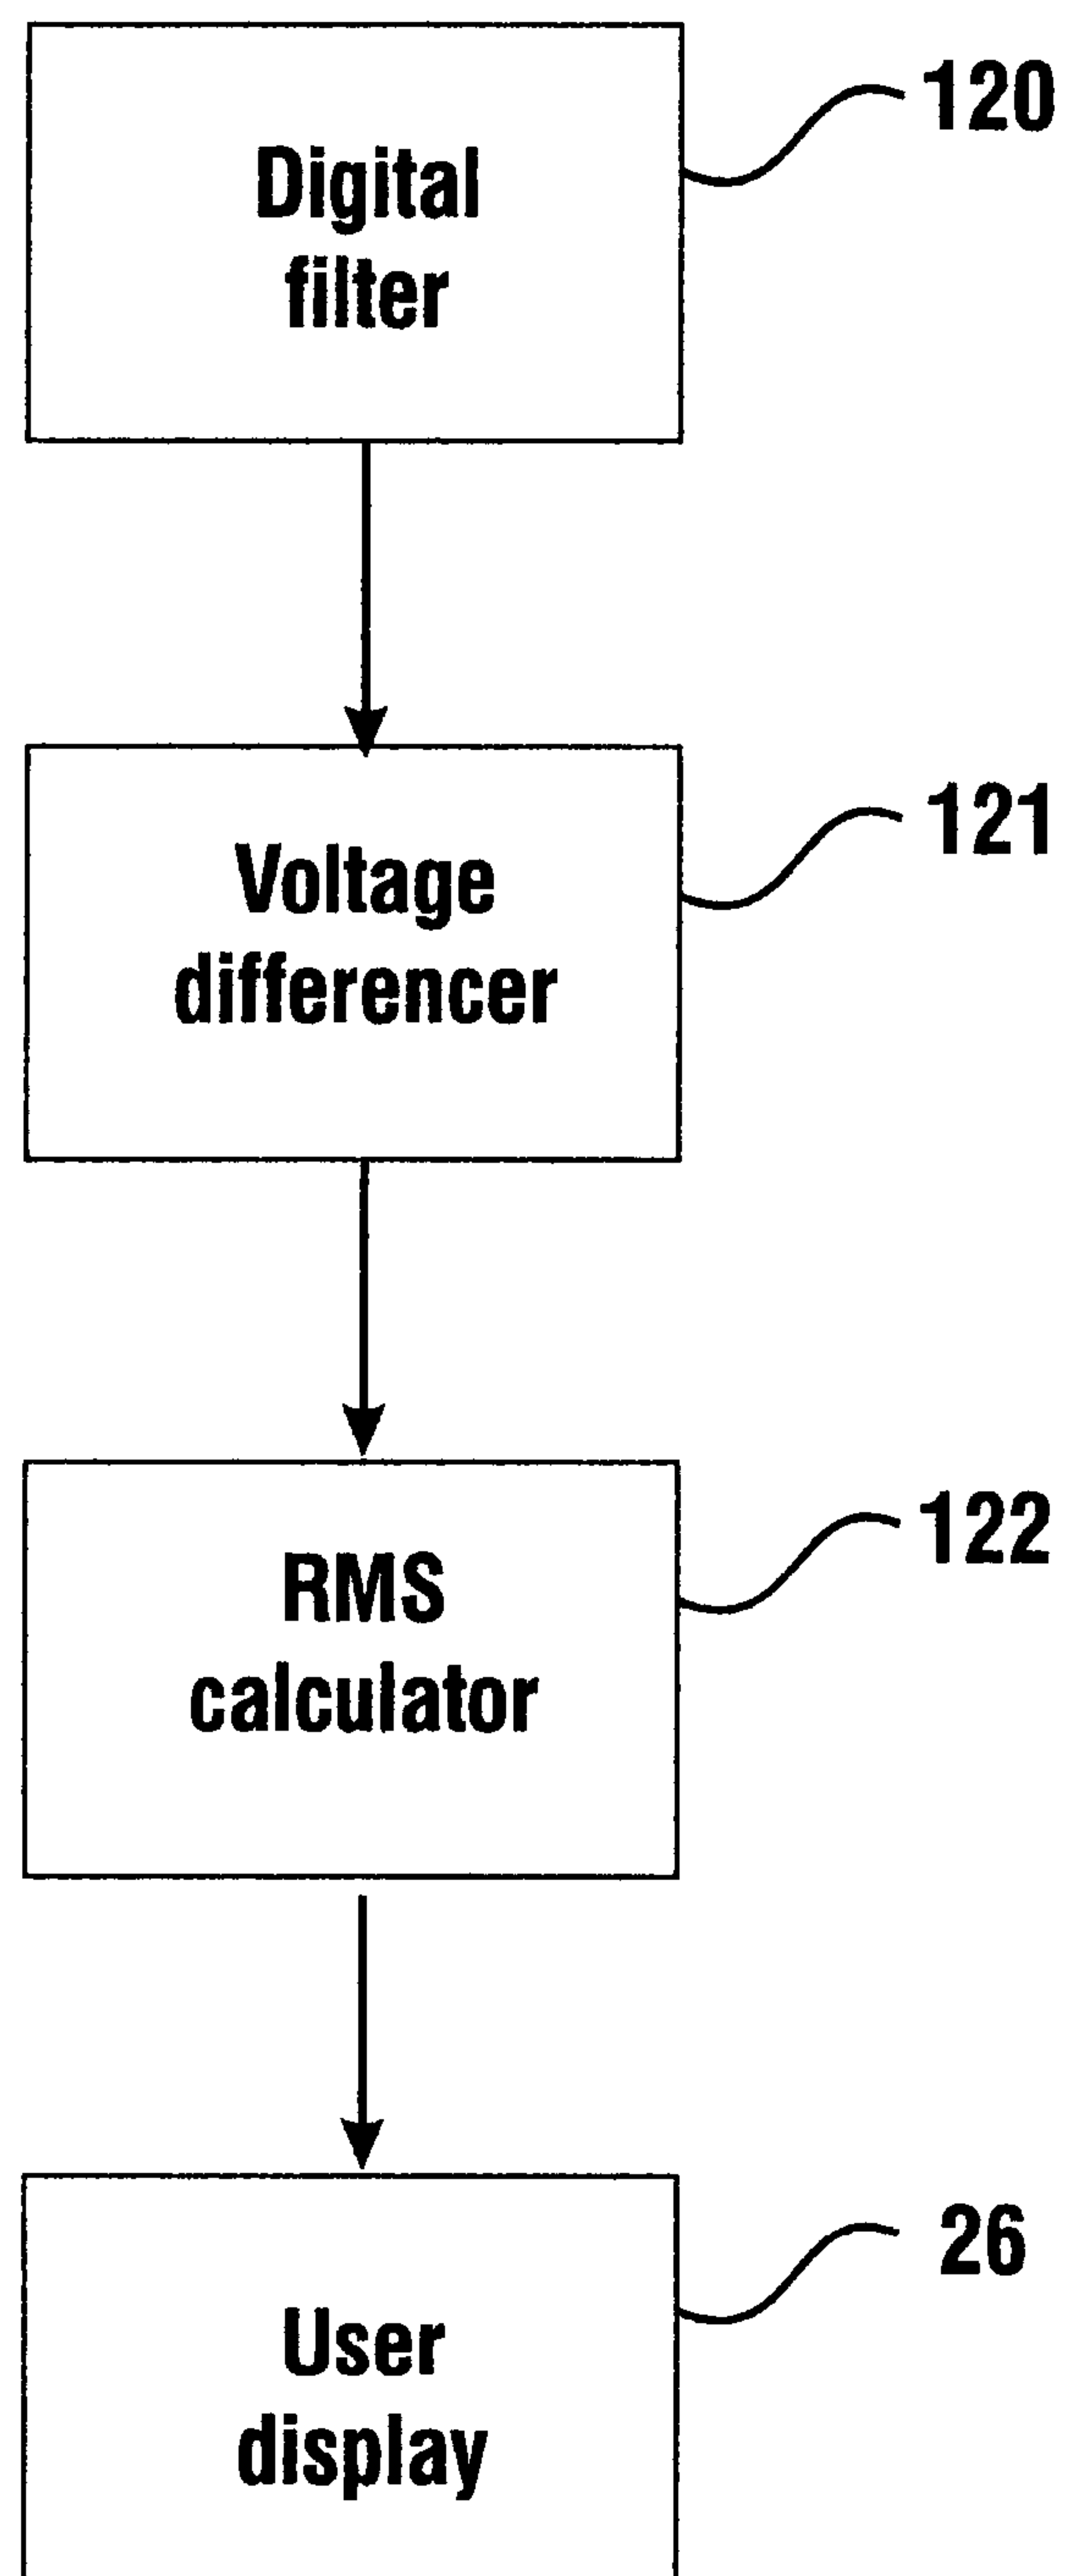 Digital
filter
120
Voltage
differencer
121
RMS
calculator
122
User
display
26